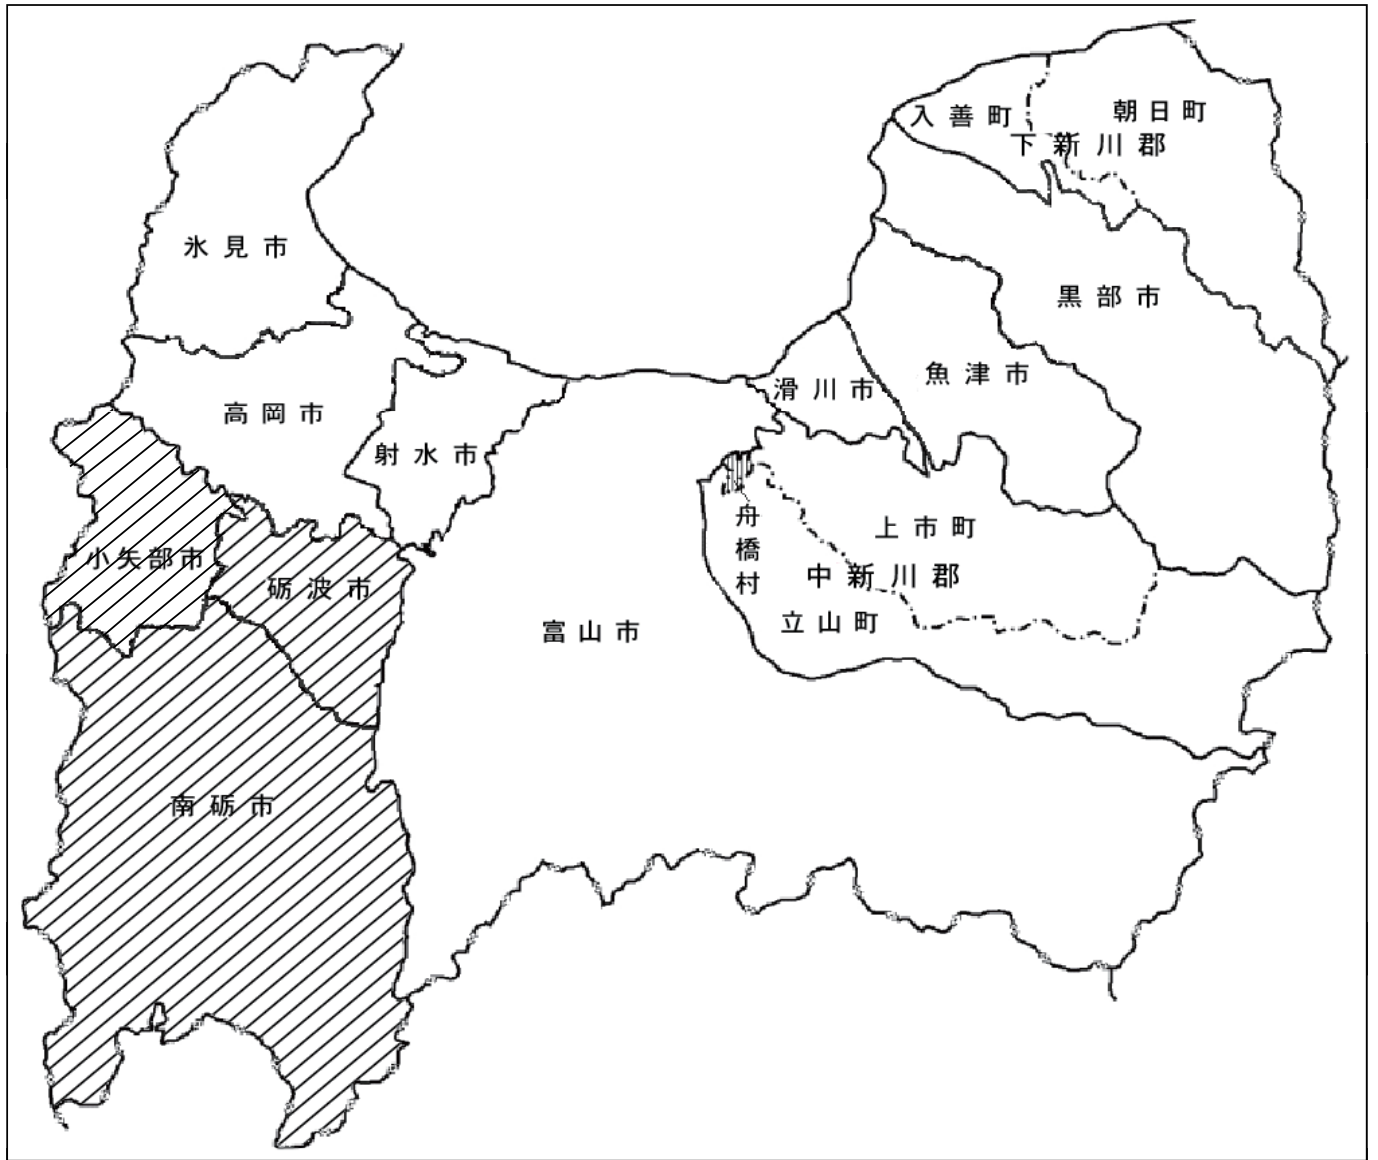 入善町
朝日町
下新川郡
氷見市
黒部市
魚津市
滑川市
高岡市
射水市
舟橋村
上市町
小矢部市
砺波市
中新川郡
立山町
富山市
南砺市